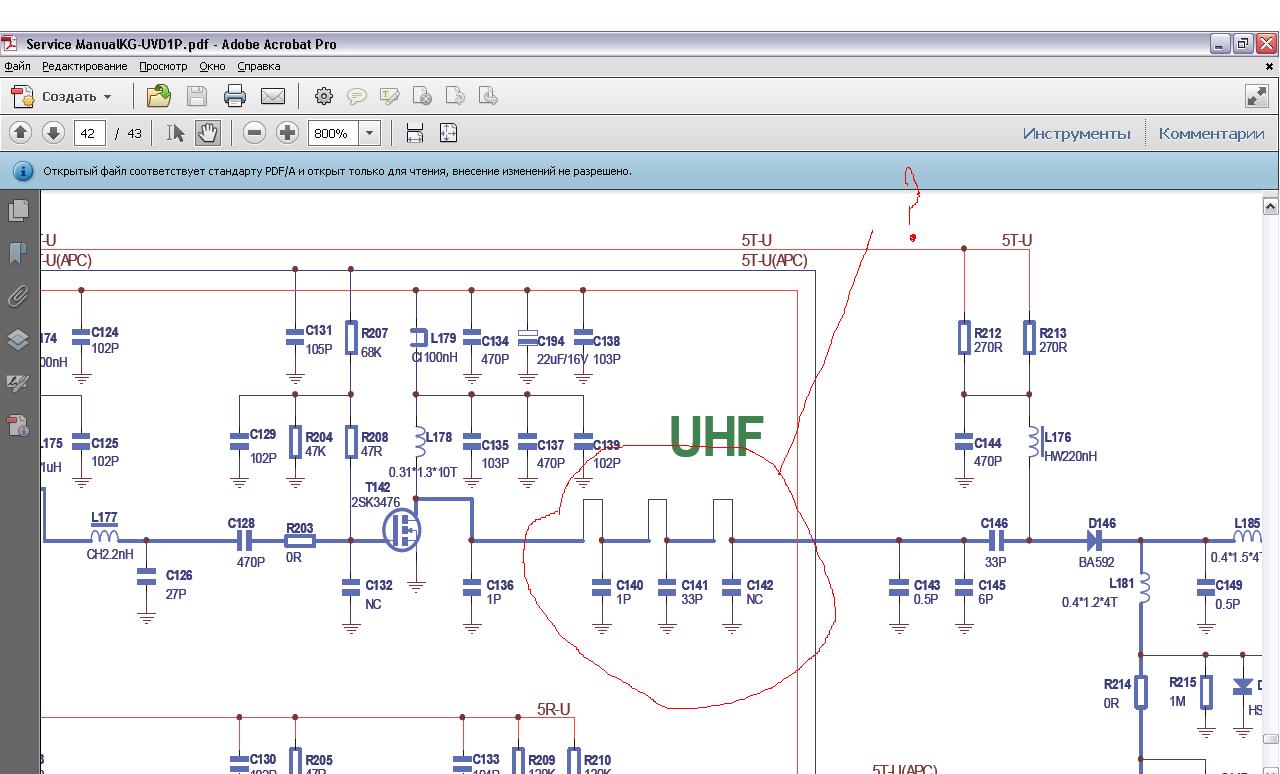 Service ManualKG-UVD1P.pdf - Adobe Acrobat Pro
Файл Редактирование Просмотр Окно Справка
Создать
42 / 43 800% Инструменты Комментарии
Открытый файл соответствует стандарту PDF/A и открыт только для чтения, внесение изменений не разрешено.
?
-U 5T-U 5T-U
-U(APC) 5T-U(APC)
174 C124 C131 R207 L179 C134 C194 C138 R212 R213
00nH 102P 105P 68K 100nH 470P 22uF/16V 103P 270R 270R
UHF
L175 C125 C129 R204 R208 L178 C135 C137 C139 C144 L176
1uH 102P 102P 47K 47R 103P 470P 102P 470P HW220nH
0.31*1.3*10T
T142
2SK3476
L177 C128 R203 C146 D146 L185
CH2.2nH 470P 0R 33P BA592 0.4*1.5*4T
C126 C132 C136 C140 C141 C142 C143 C145 L181 C149
27P NC 1P 1P 33P NC 0.5P 6P 0.4*1.2*4T 0.5P
R214 R215
0R 1M HS
5R-U
C130 R205 C133 R209 R210
5T-U(APC)